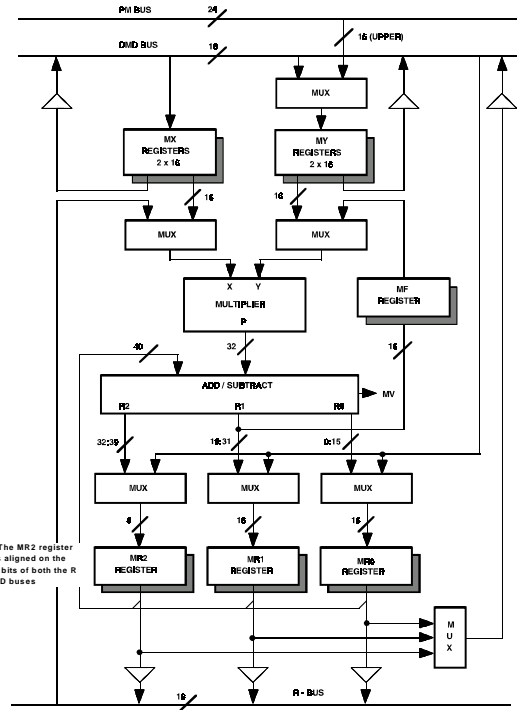 PM BUS 24
16 (UPPER)
DMD BUS 16
MUX
MX
REGISTERS
2 x 16
MY
REGISTERS
2 x 16
16
16
MUX
MUX
X Y
MULTIPLIER
P
MF
REGISTER
40
32
16
ADD / SUBTRACT
MV
R2 R1 R0
32:39
16:31
0:15
MUX
MUX
MUX
8
16
16
The MR2 register
aligned on the
bits of both the R
D buses
MR2
REGISTER
MR1
REGISTER
MR0
REGISTER
M
U
X
16
R - BUS